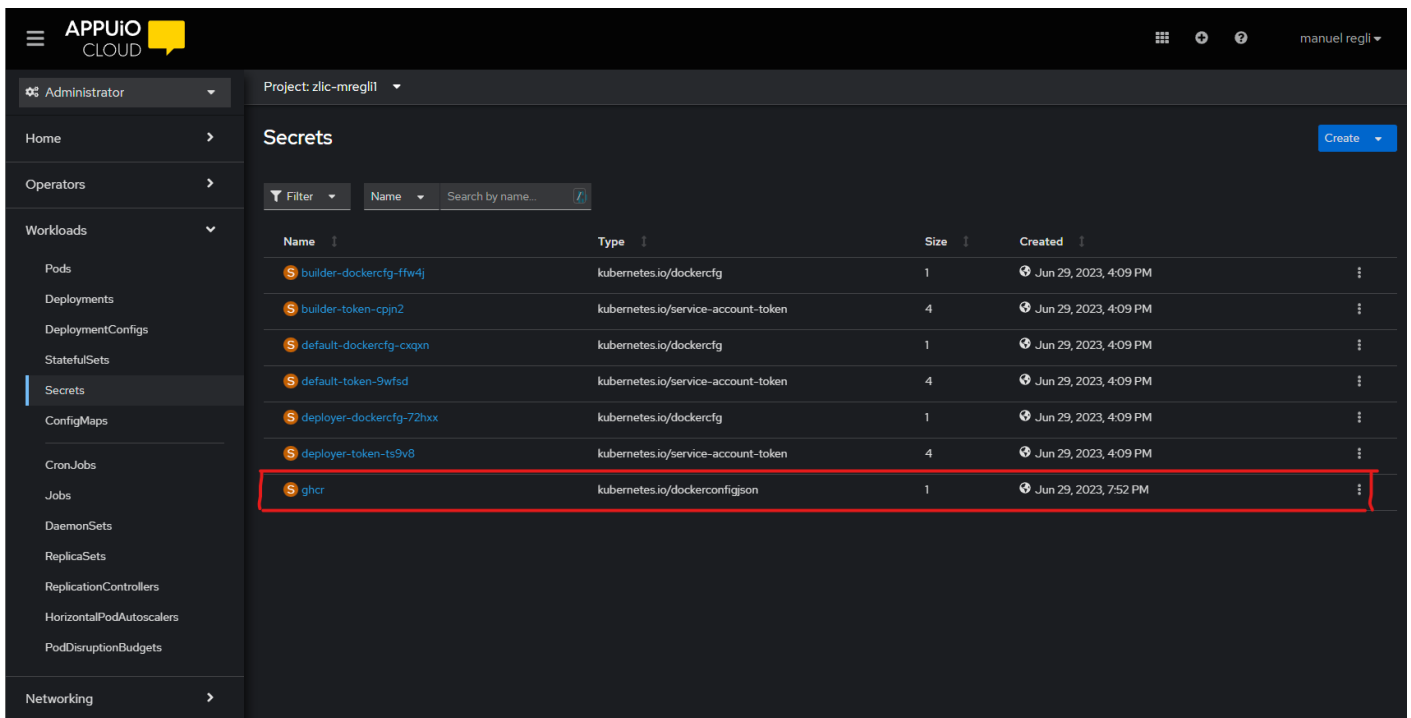 APPUiO
CLOUD
manuel regli
Administrator
Project: zlic-mregli1
Home
Secrets
Create
Operators
Filter
Name
Search by name...
/
Workloads
Name
Type
Size
Created
Pods
S builder-dockercfg-ffw4j kubernetes.io/dockercfg 1 Jun 29, 2023, 4:09 PM
Deployments
S builder-token-cpjn2 kubernetes.io/service-account-token 4 Jun 29, 2023, 4:09 PM
DeploymentConfigs
S default-dockercfg-cxqxn kubernetes.io/dockercfg 1 Jun 29, 2023, 4:09 PM
StatefulSets
S default-token-9wfsd kubernetes.io/service-account-token 4 Jun 29, 2023, 4:09 PM
Secrets
S deployer-dockercfg-72hxx kubernetes.io/dockercfg 1 Jun 29, 2023, 4:09 PM
ConfigMaps
S deployer-token-ts9v8 kubernetes.io/service-account-token 4 Jun 29, 2023, 4:09 PM
CronJobs
S ghcr kubernetes.io/dockerconfigjson 1 Jun 29, 2023, 7:52 PM
Jobs
DaemonSets
ReplicaSets
ReplicationControllers
HorizontalPodAutoscalers
PodDisruptionBudgets
Networking